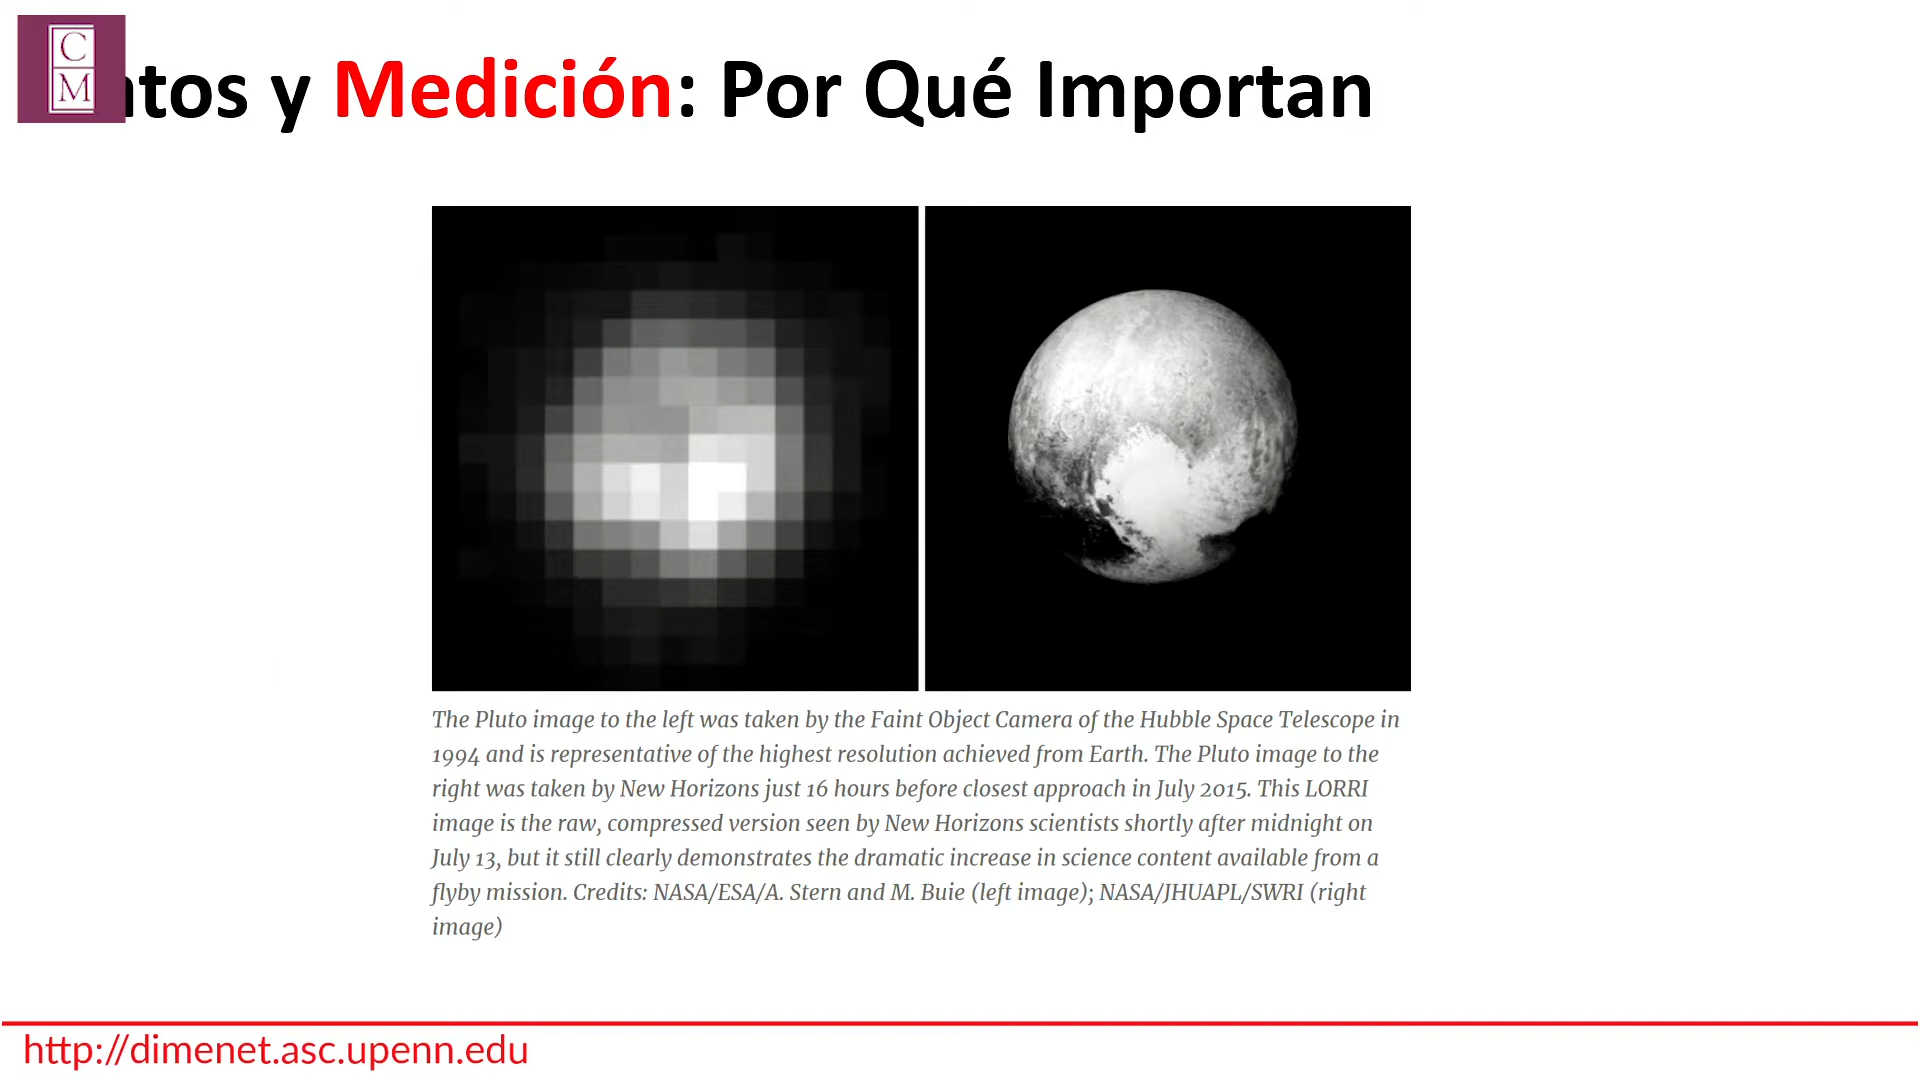 C
M
tos y Medición: Por Qué Importan
The Pluto image to the left was taken by the Faint Object Camera of the Hubble Space Telescope in
1994 and is representative of the highest resolution achieved from Earth. The Pluto image to the
right was taken by New Horizons just 16 hours before closest approach in July 2015. This LORRI
image is the raw, compressed version seen by New Horizons scientists shortly after midnight on
July 13, but it still clearly demonstrates the dramatic increase in science content available from a
flyby mission. Credits: NASA/ESA/A. Stern and M. Buie (left image); NASA/JHUAPL/SWRI (right
image)
http://dimenet.asc.upenn.edu